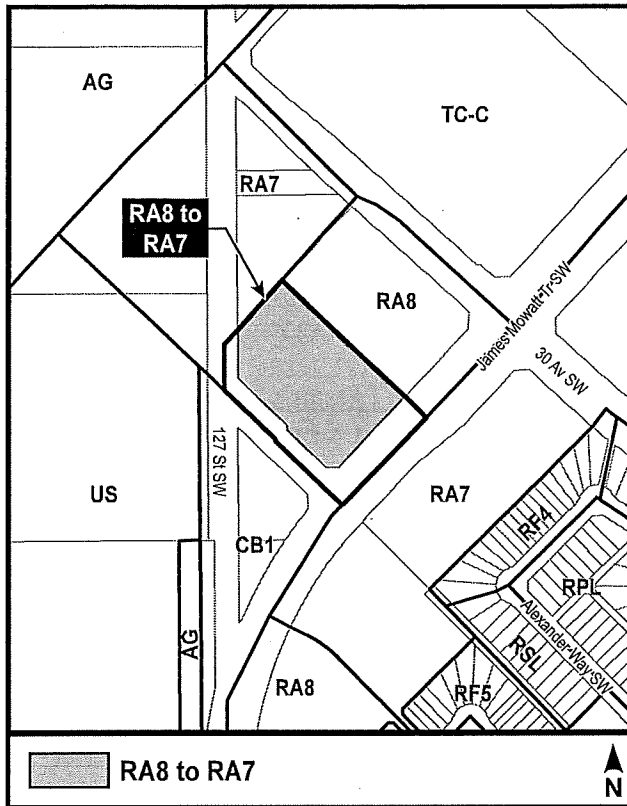 AG
TC-C
RA7
RA8 to
RA7
RA8
James Mowatt Tr SW
30 Av SW
127 St SW
US
RA7
RF4
CB1
RPL
Alexander Way SW
RSL
AG
RA8
RF5
RA8 to RA7
N